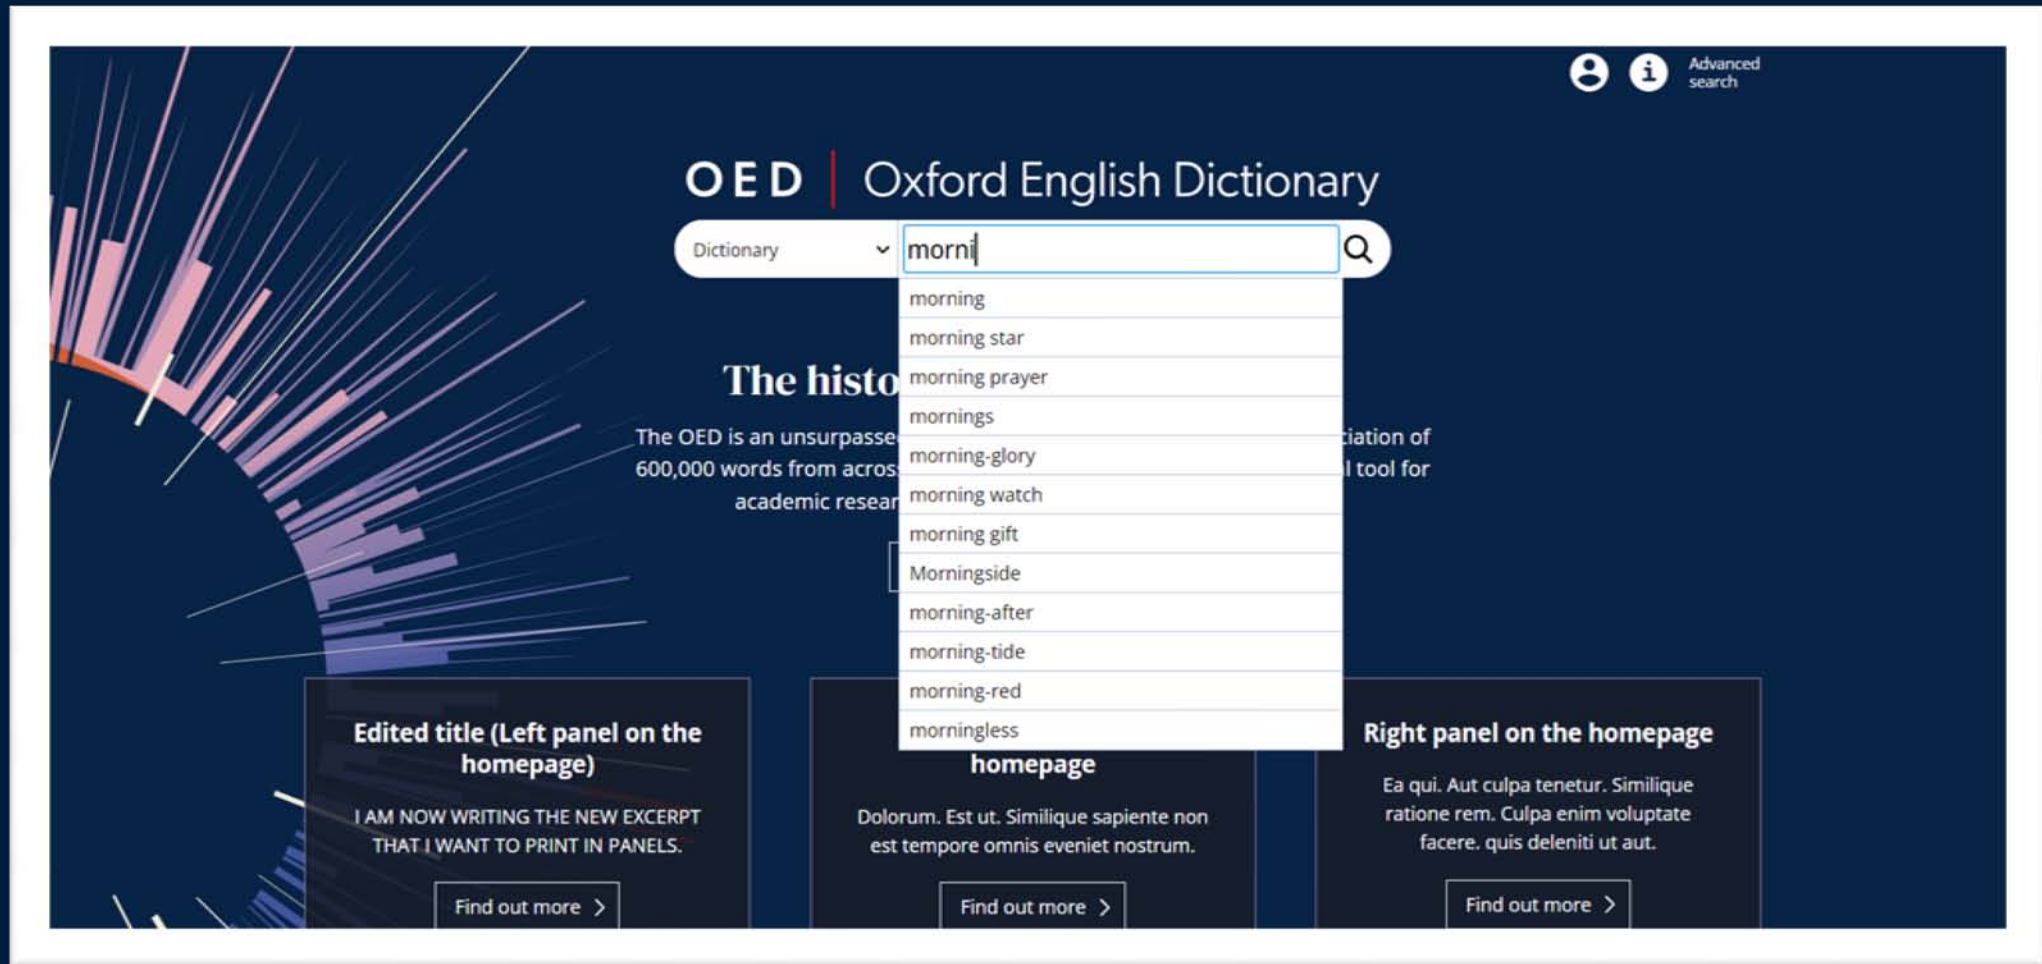 Advanced
search
OED | Oxford English Dictionary
Dictionary
morni
morning
morning star
morning prayer
mornings
morning-glory
morning watch
morning gift
Morningside
morning-after
morning-tide
morning-red
morningless
The histo
The OED is an unsurpasse ciation of
600,000 words from acros l tool for
academic resear
Edited title (Left panel on the
homepage)
I AM NOW WRITING THE NEW EXCERPT
THAT I WANT TO PRINT IN PANELS.
Find out more >
homepage
Dolorum. Est ut. Similique sapiente non
est tempore omnis eveniet nostrum.
Find out more >
Right panel on the homepage
Ea qui. Aut culpa tenetur. Similique
ratione rem. Culpa enim voluptate
facere. quis deleniti ut aut.
Find out more >